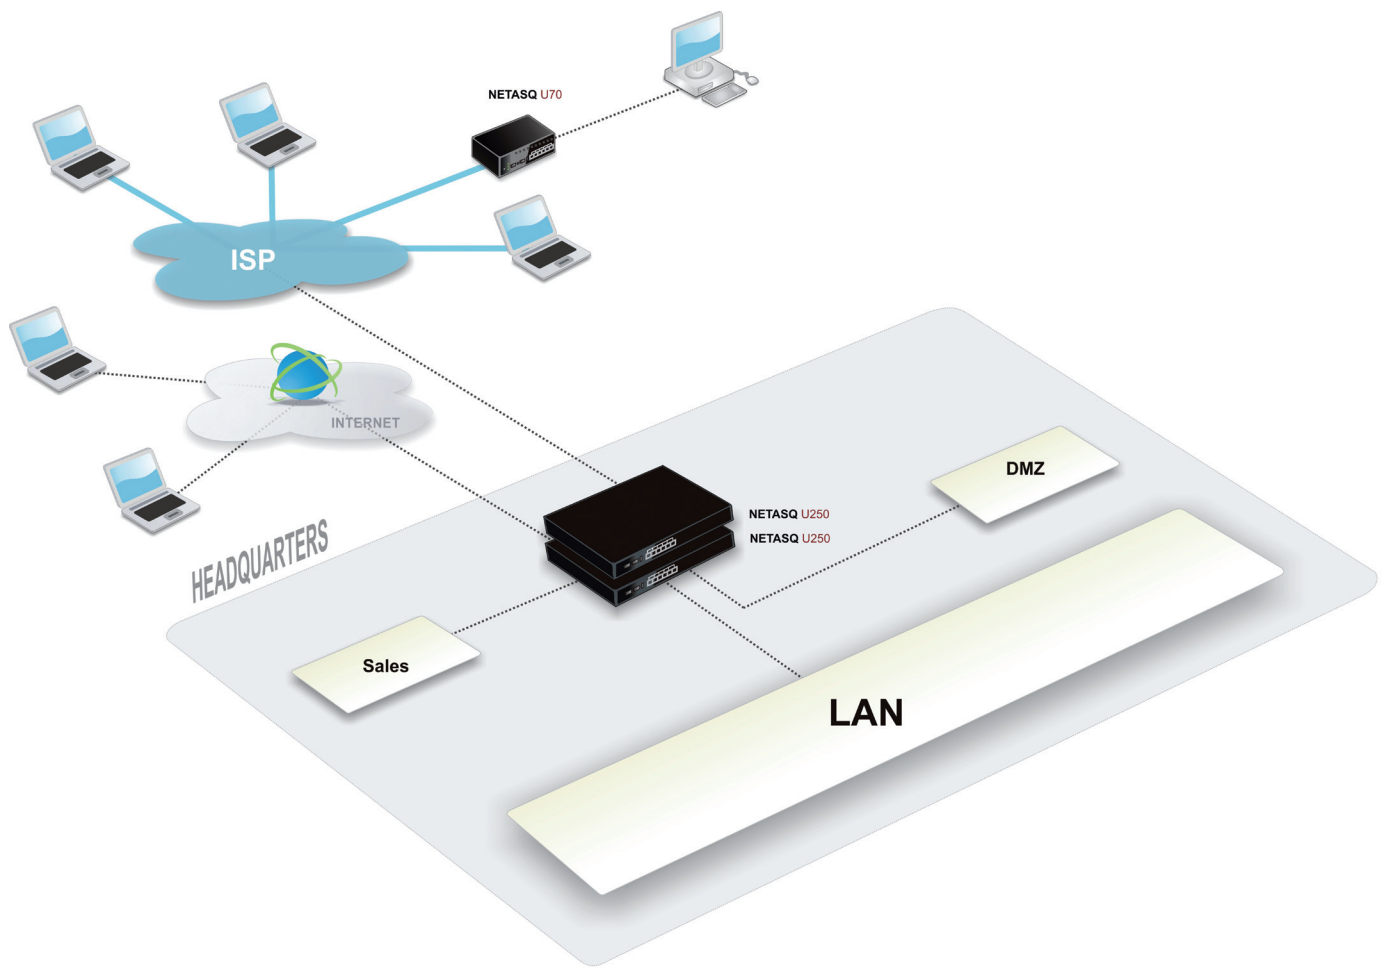 NETASQ U70
ISP
INTERNET
HEADQUARTERS
DMZ
NETASQ U250
NETASQ U250
Sales
LAN